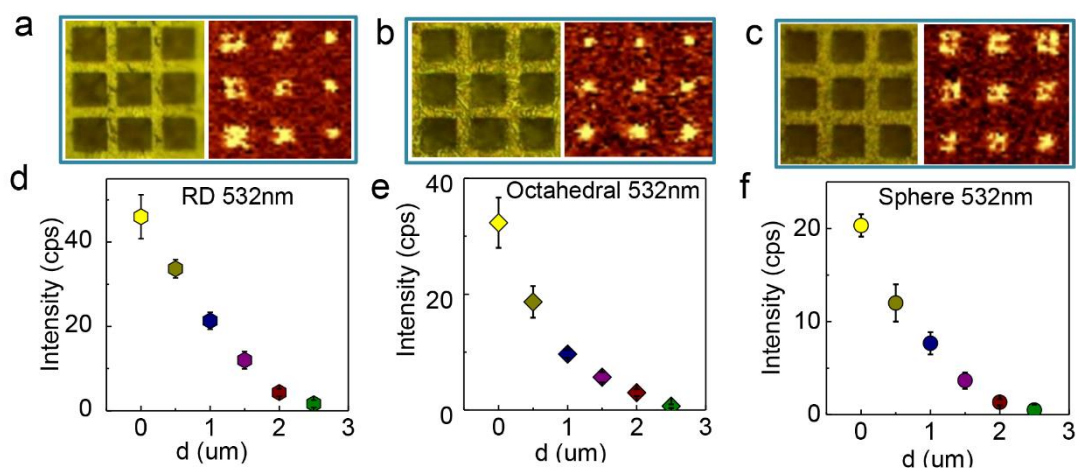 a
b
c
d
RD 532nm
Intensity (cps)
40
20
0
0 1 2 3
d (um)
e
Octahedral 532nm
Intensity (cps)
40
20
0
0 1 2 3
d (um)
f
Sphere 532nm
Intensity (cps)
20
10
0
0 1 2 3
d (um)